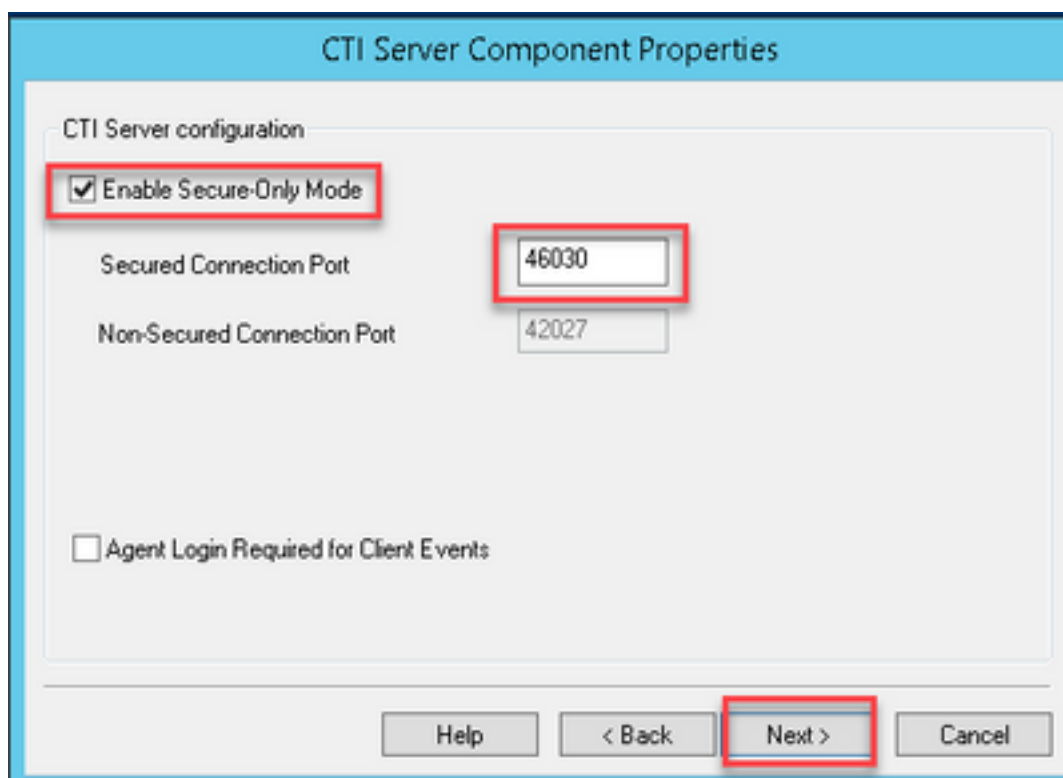 CTI Server Component Properties
CTI Server configuration
Enable Secure-Only Mode
Secured Connection Port 46030
Non-Secured Connection Port 42027
Agent Login Required for Client Events
Help < Back Next > Cancel